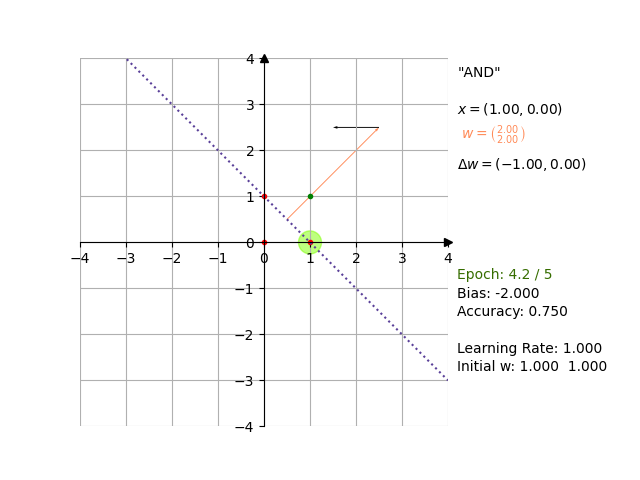 "AND"
x = (1.00, 0.00)
w = (2.00
2.00)
Δw = (−1.00, 0.00)
4
3
2
1
0
−1
−2
−3
−4
−4 −3 −2 −1 0 1 2 3 4
Epoch: 4.2 / 5
Bias: -2.000
Accuracy: 0.750
Learning Rate: 1.000
Initial w: 1.000  1.000